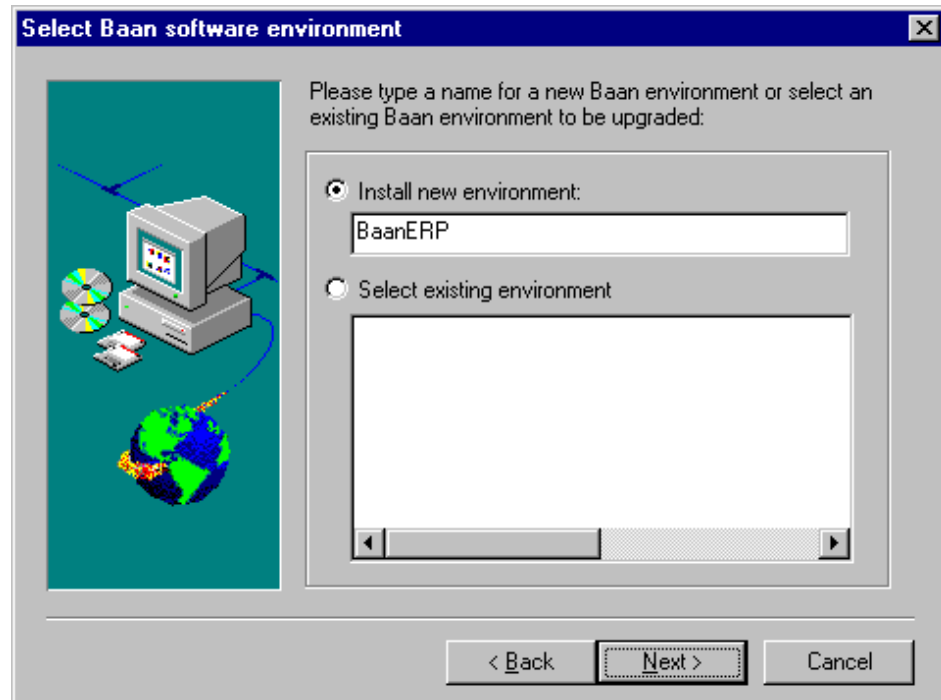 Select Baan software environment
Please type a name for a new Baan environment or select an
existing Baan environment to be upgraded:
Install new environment:
BaanERP
Select existing environment
< Back
Next >
Cancel